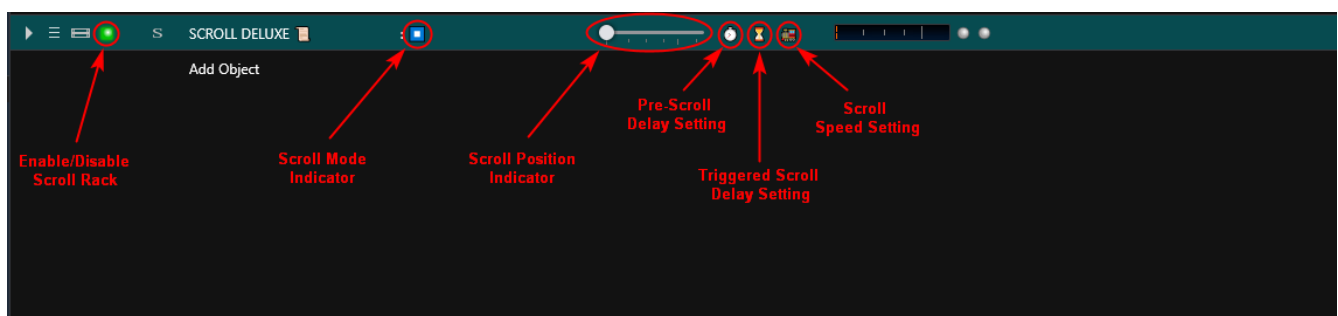 S SCROLL DELUXE :
Add Object
Pre-Scroll
Delay Setting
Scroll
Speed Setting
Enable/Disable
Scroll Rack
Scroll Mode
Indicator
Scroll Position
Indicator
Triggered Scroll
Delay Setting